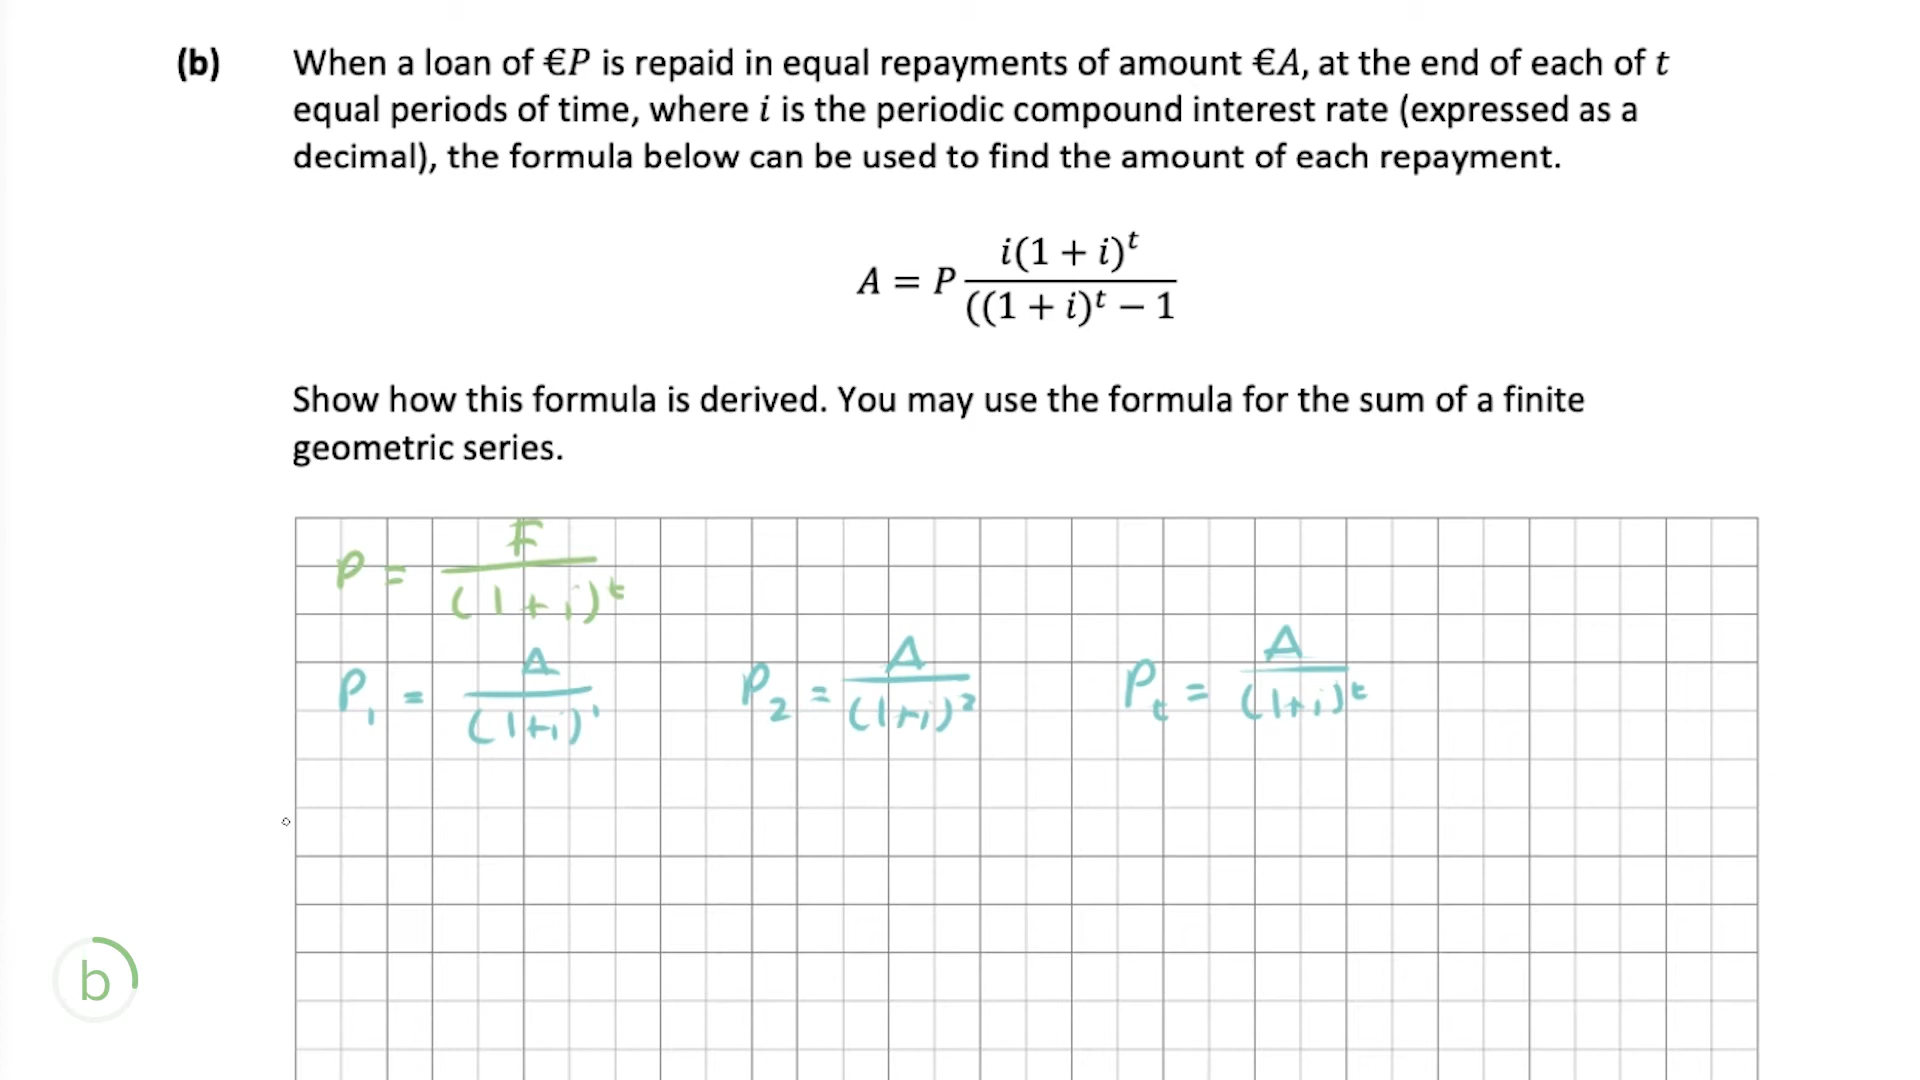 (b) When a loan of €P is repaid in equal repayments of amount €A, at the end of each of t
equal periods of time, where i is the periodic compound interest rate (expressed as a
decimal), the formula below can be used to find the amount of each repayment.
A = P i(1 + i)^t / ((1 + i)^t − 1
Show how this formula is derived. You may use the formula for the sum of a finite
geometric series.
P = F / (1+i)^t
P_1 = A / (1+i)^1 P_2 = A / (1+i)^2 P_t = A / (1+i)^t
b